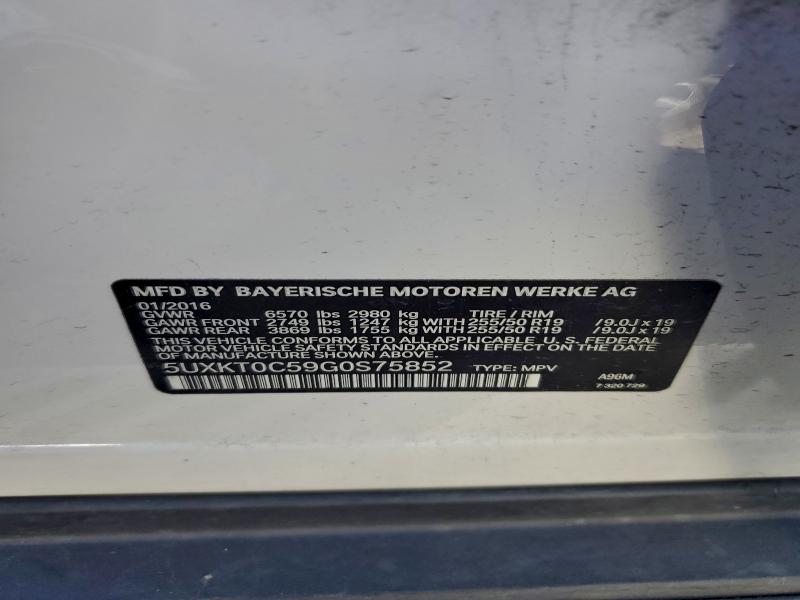 MFD BY BAYERISCHE MOTOREN WERKE AG
01/2016
GVWR 6570 lbs 2980 kg TIRE / RIM
GAWR FRONT 2749 lbs 1247 kg WITH 255/50 R19 / 9.0J x 19
GAWR REAR 3869 lbs 1755 kg WITH 255/50 R19 / 9.0J x 19
THIS VEHICLE CONFORMS TO ALL APPLICABLE U. S. FEDERAL
MOTOR VEHICLE SAFETY STANDARDS IN EFFECT ON THE DATE
OF MANUFACTURE SHOWN ABOVE.
5UXKT0C59G0S75852 TYPE: MPV
A96M
7 320 729